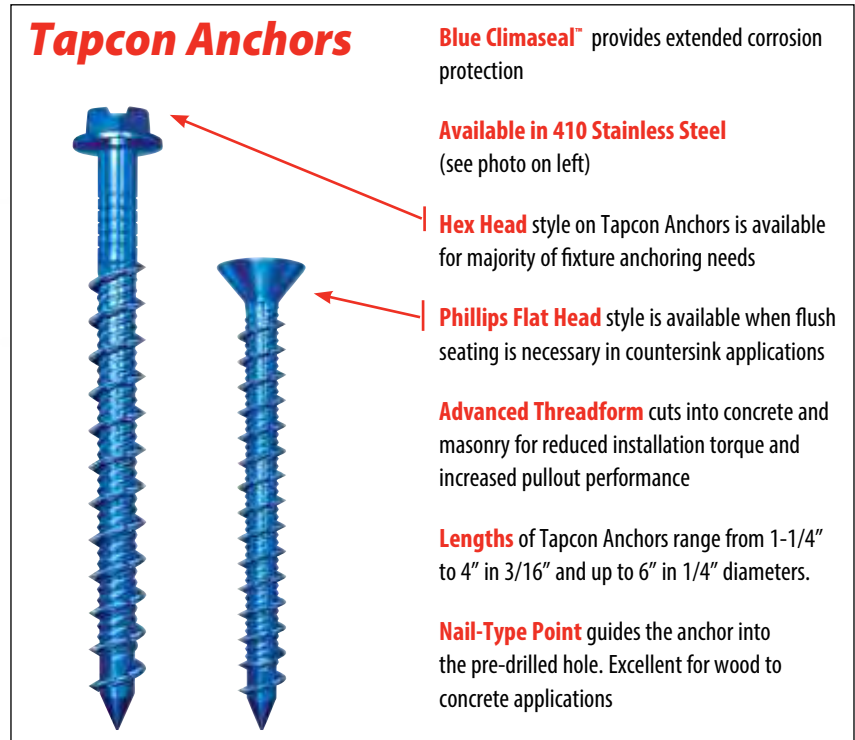 Tapcon Anchors
Blue Climaseal™ provides extended corrosion
protection
Available in 410 Stainless Steel
(see photo on left)
Hex Head style on Tapcon Anchors is available
for majority of fixture anchoring needs
Phillips Flat Head style is available when flush
seating is necessary in countersink applications
Advanced Threadform cuts into concrete and
masonry for reduced installation torque and
increased pullout performance
Lengths of Tapcon Anchors range from 1-1/4”
to 4” in 3/16” and up to 6” in 1/4” diameters.
Nail-Type Point guides the anchor into
the pre-drilled hole. Excellent for wood to
concrete applications